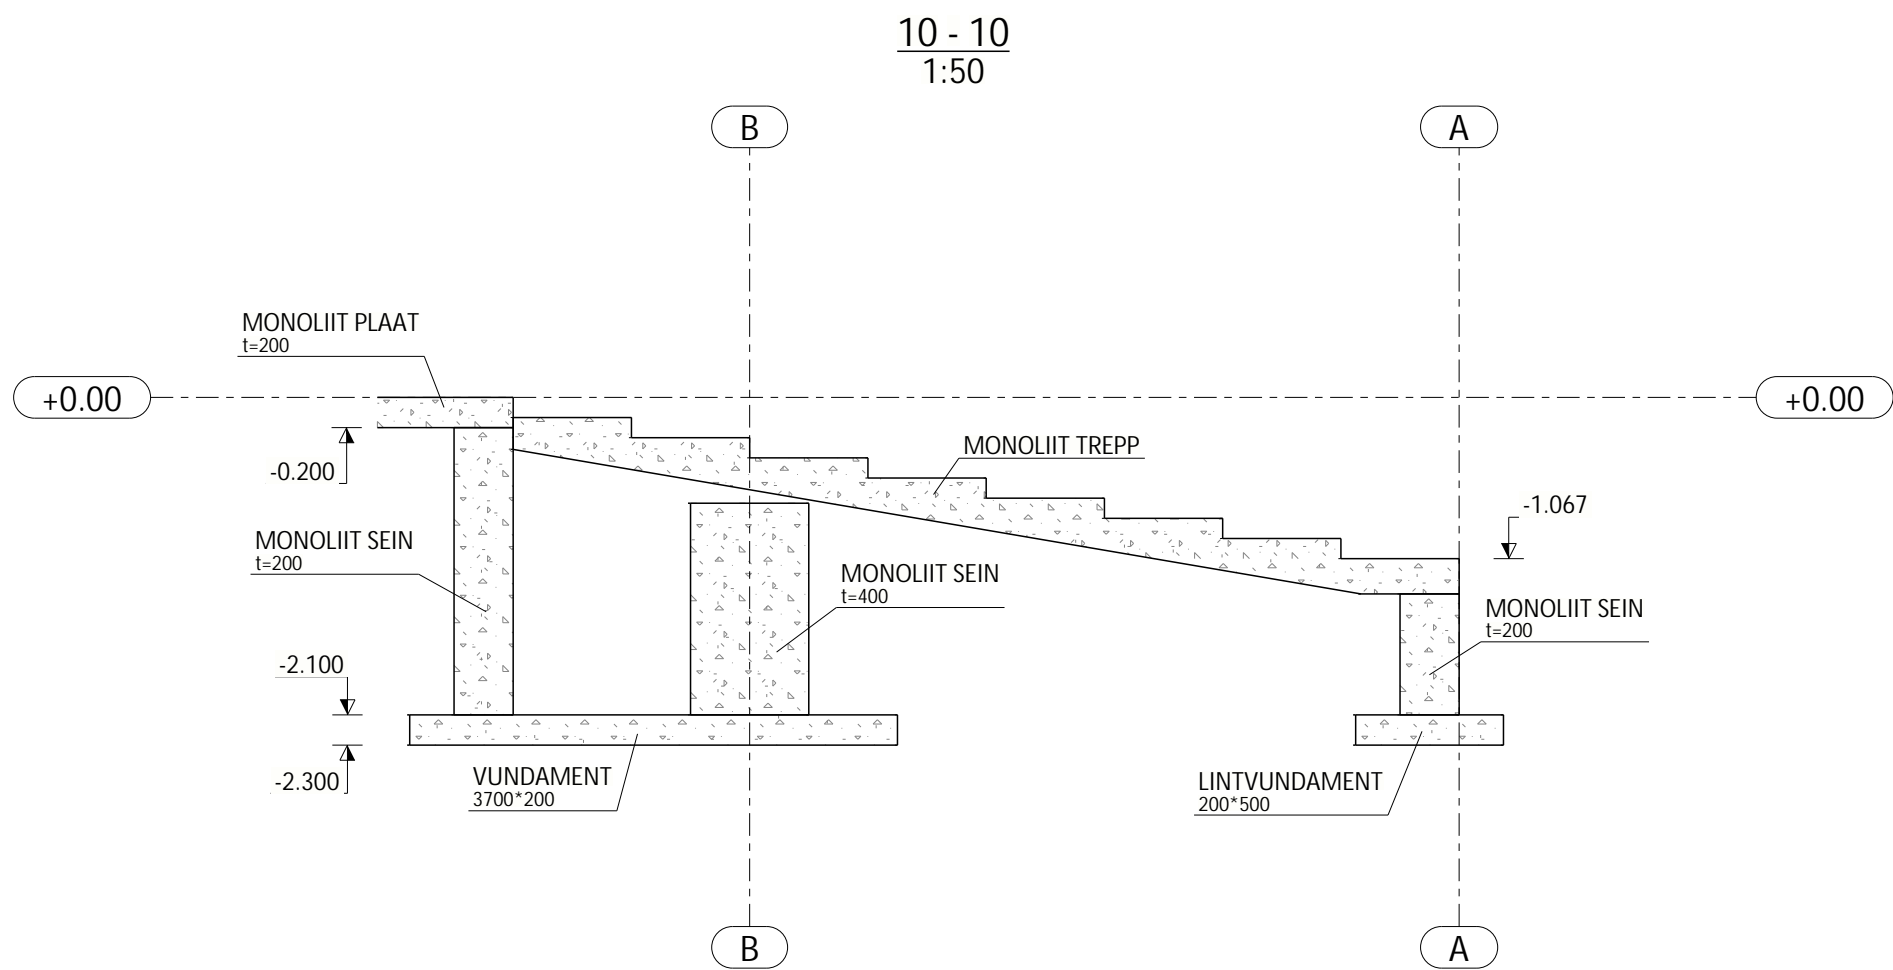 10 - 10
1:50
B
A
MONOLIIT PLAAT
t=200
+0.00
+0.00
-0.200
MONOLIIT TREPP
-1.067
MONOLIIT SEIN
t=200
MONOLIIT SEIN
t=400
MONOLIIT SEIN
t=200
-2.100
-2.300
VUNDAMENT
3700*200
LINTVUNDAMENT
200*500
B
A